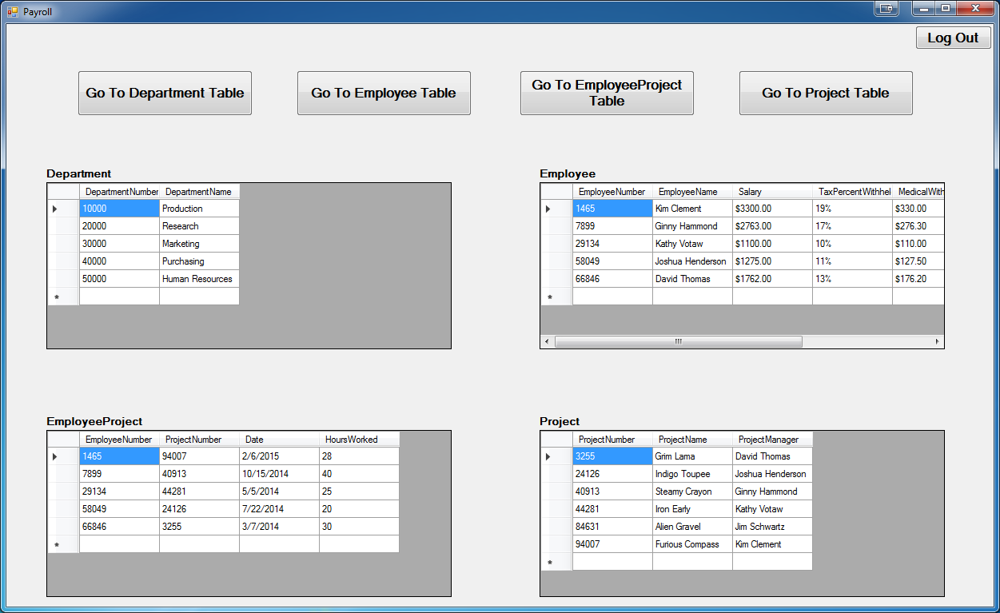 Payroll
Log Out
Go To Department Table
Go To Employee Table
Go To EmployeeProject
Table
Go To Project Table
Department
DepartmentNumber DepartmentName
10000 Production
20000 Research
30000 Marketing
40000 Purchasing
50000 Human Resources
*
Employee
EmployeeNumber EmployeeName Salary TaxPercentWithhel MedicalWith
1465 Kim Clement $3300.00 19% $330.00
7899 Ginny Hammond $2763.00 17% $276.30
29134 Kathy Votaw $1100.00 10% $110.00
58049 Joshua Henderson $1275.00 11% $127.50
66846 David Thomas $1762.00 13% $176.20
*
EmployeeProject
EmployeeNumber ProjectNumber Date HoursWorked
1465 94007 2/6/2015 28
7899 40913 10/15/2014 40
29134 44281 5/5/2014 25
58049 24126 7/22/2014 20
66846 3255 3/7/2014 30
*
Project
ProjectNumber ProjectName ProjectManager
3255 Grim Lama David Thomas
24126 Indigo Toupee Joshua Henderson
40913 Steamy Crayon Ginny Hammond
44281 Iron Early Kathy Votaw
84631 Alien Gravel Jim Schwartz
94007 Furious Compass Kim Clement
*